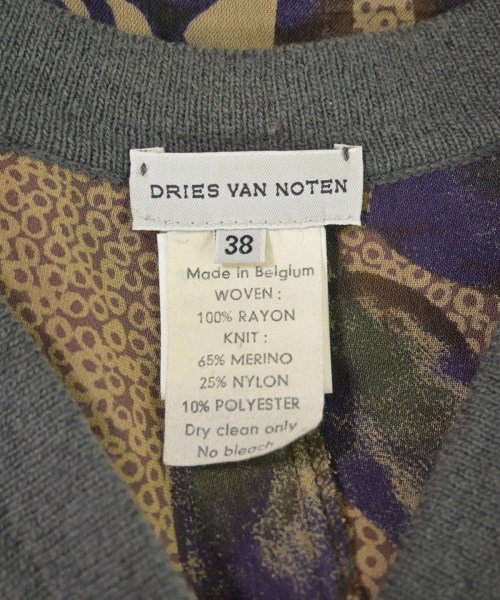 DRIES VAN NOTEN
38
Made in Belgium
WOVEN :
100% RAYON
KNIT :
65% MERINO
25% NYLON
10% POLYESTER
Dry clean only
No bleach